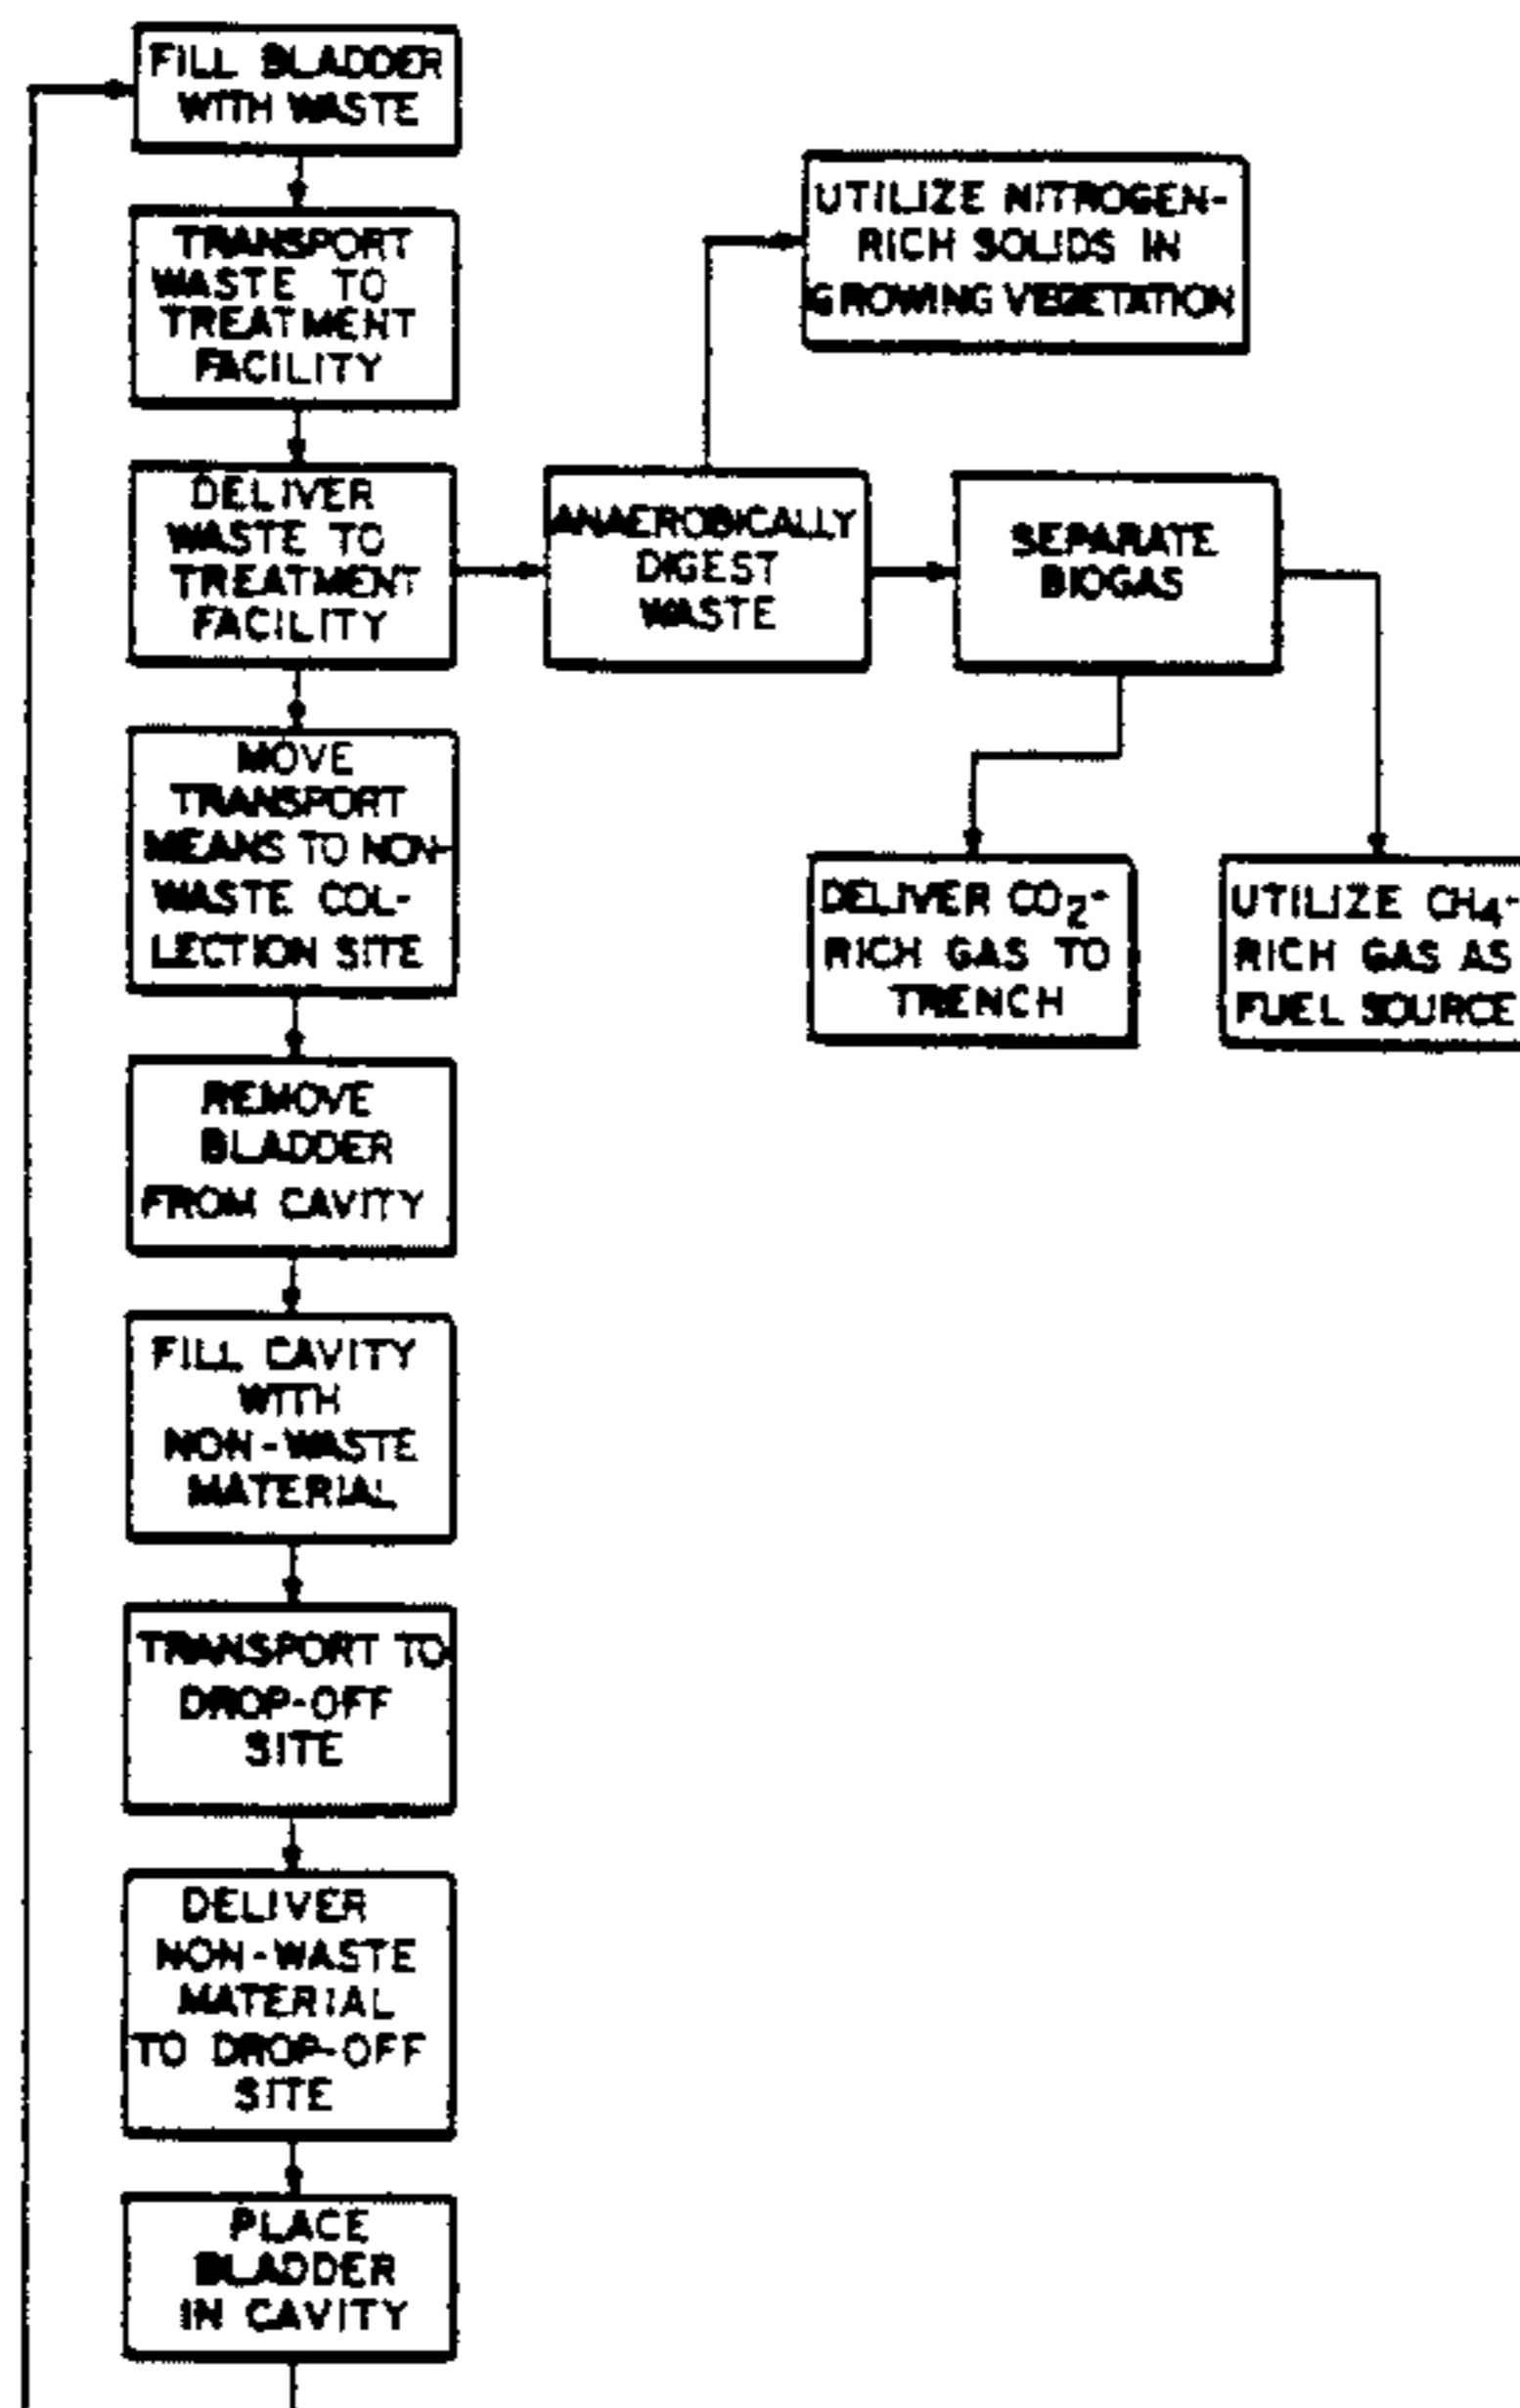 FILL BLADDER
WITH WASTE
TRANSPORT
WASTE TO
TREATMENT
FACILITY
DELIVER
WASTE TO
TREATMENT
FACILITY
MOVE
TRANSPORT
MEANS TO NON-
WASTE COL-
LECTION SITE
REMOVE
BLADDER
FROM CAVITY
FILL CAVITY
WITH
NON-WASTE
MATERIAL
TRANSPORT TO
DROP-OFF
SITE
DELIVER
NON-WASTE
MATERIAL
TO DROP-OFF
SITE
PLACE
BLADDER
IN CAVITY
ANAEROBICALLY
DIGEST
WASTE
UTILIZE NITROGEN-
RICH SOLIDS IN
GROWING VEGETATION
SEPARATE
BIOGAS
DELIVER CO₂-
RICH GAS TO
TRENCH
UTILIZE CH₄-
RICH GAS AS
FUEL SOURCE